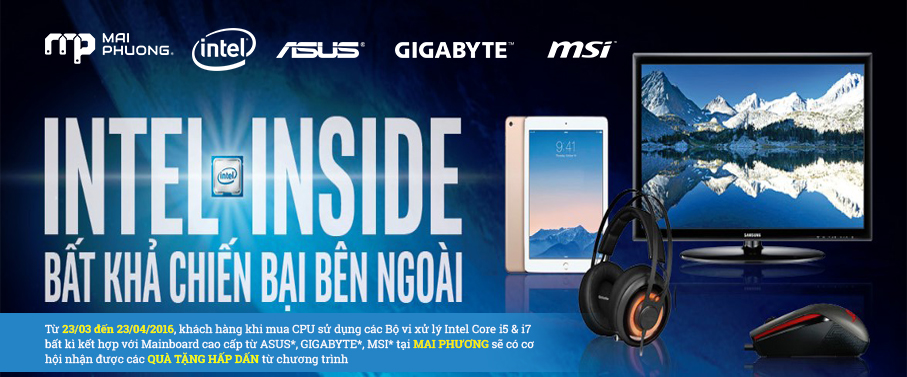 MAI PHUONG®
intel
ASUS®
GIGABYTE™
msi™
INTEL INSIDE
intel
BẤT KHẢ CHIẾN BẠI BÊN NGOÀI
9:41
SAMSUNG
Từ 23/03 đến 23/04/2016, khách hàng khi mua CPU sử dụng các Bộ vi xử lý Intel Core i5 & i7
bất kì kết hợp với Mainboard cao cấp từ ASUS*, GIGABYTE*, MSI* tại MAI PHƯƠNG sẽ có cơ
hội nhận được các QUÀ TẶNG HẤP DẪN từ chương trình